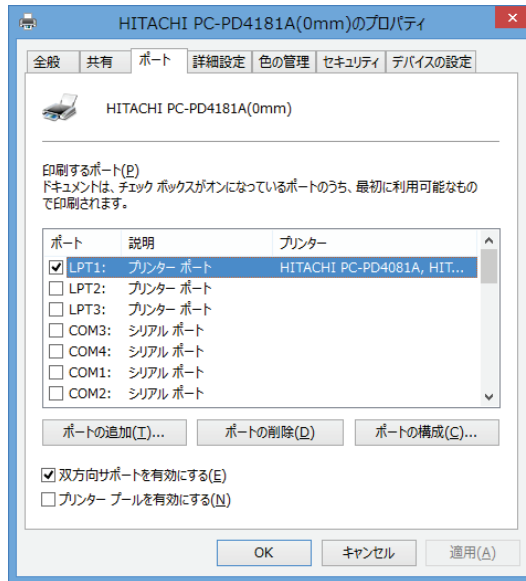 HITACHI PC-PD4181A(0mm)のプロパティ
全般 共有 ポート 詳細設定 色の管理 セキュリティ デバイスの設定
HITACHI PC-PD4181A(0mm)
印刷するポート(P)
ドキュメントは、チェック ボックスがオンになっているポートのうち、最初に利用可能なもの
で印刷されます。
ポート 説明 プリンター
LPT1: プリンター ポート HITACHI PC-PD4081A, HIT...
LPT2: プリンター ポート
LPT3: プリンター ポート
COM3: シリアル ポート
COM4: シリアル ポート
COM1: シリアル ポート
COM2: シリアル ポート
ポートの追加(T)... ポートの削除(D) ポートの構成(C)...
双方向サポートを有効にする(E)
プリンター プールを有効にする(N)
OK キャンセル 適用(A)